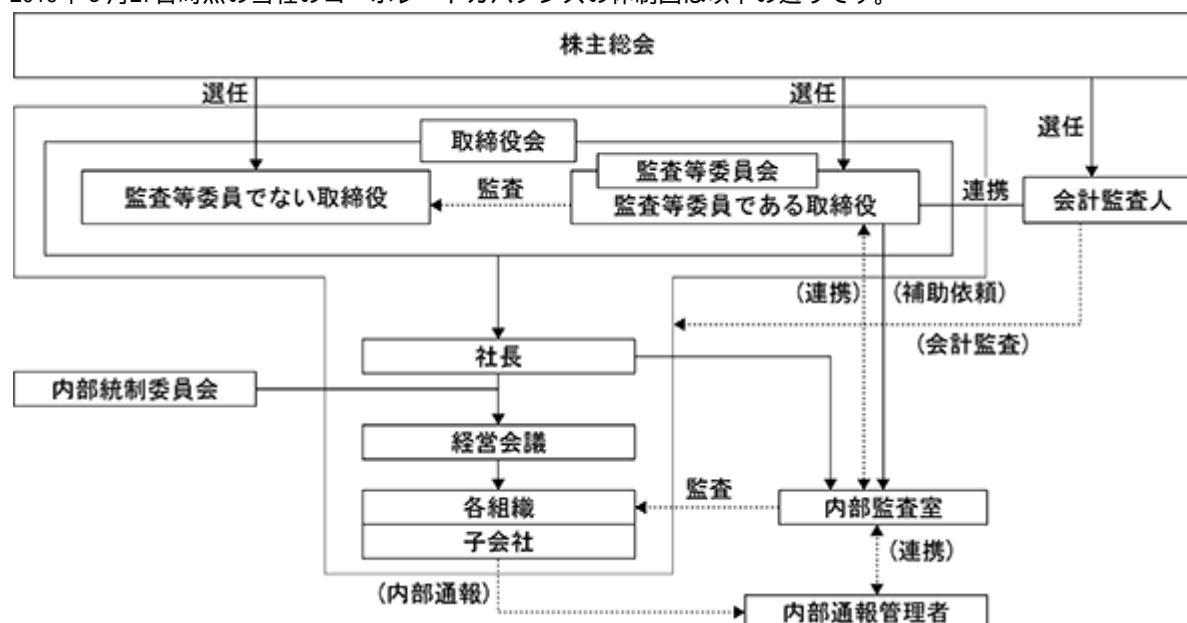 株主総会
選任
選任
選任
取締役会
監査等委員会
監査等委員でない取締役
監査
監査等委員である取締役
連携
会計監査人
(連携)
(補助依頼)
(会計監査)
社長
内部統制委員会
経営会議
各組織
監査
内部監査室
子会社
(連携)
(内部通報)
内部通報管理者